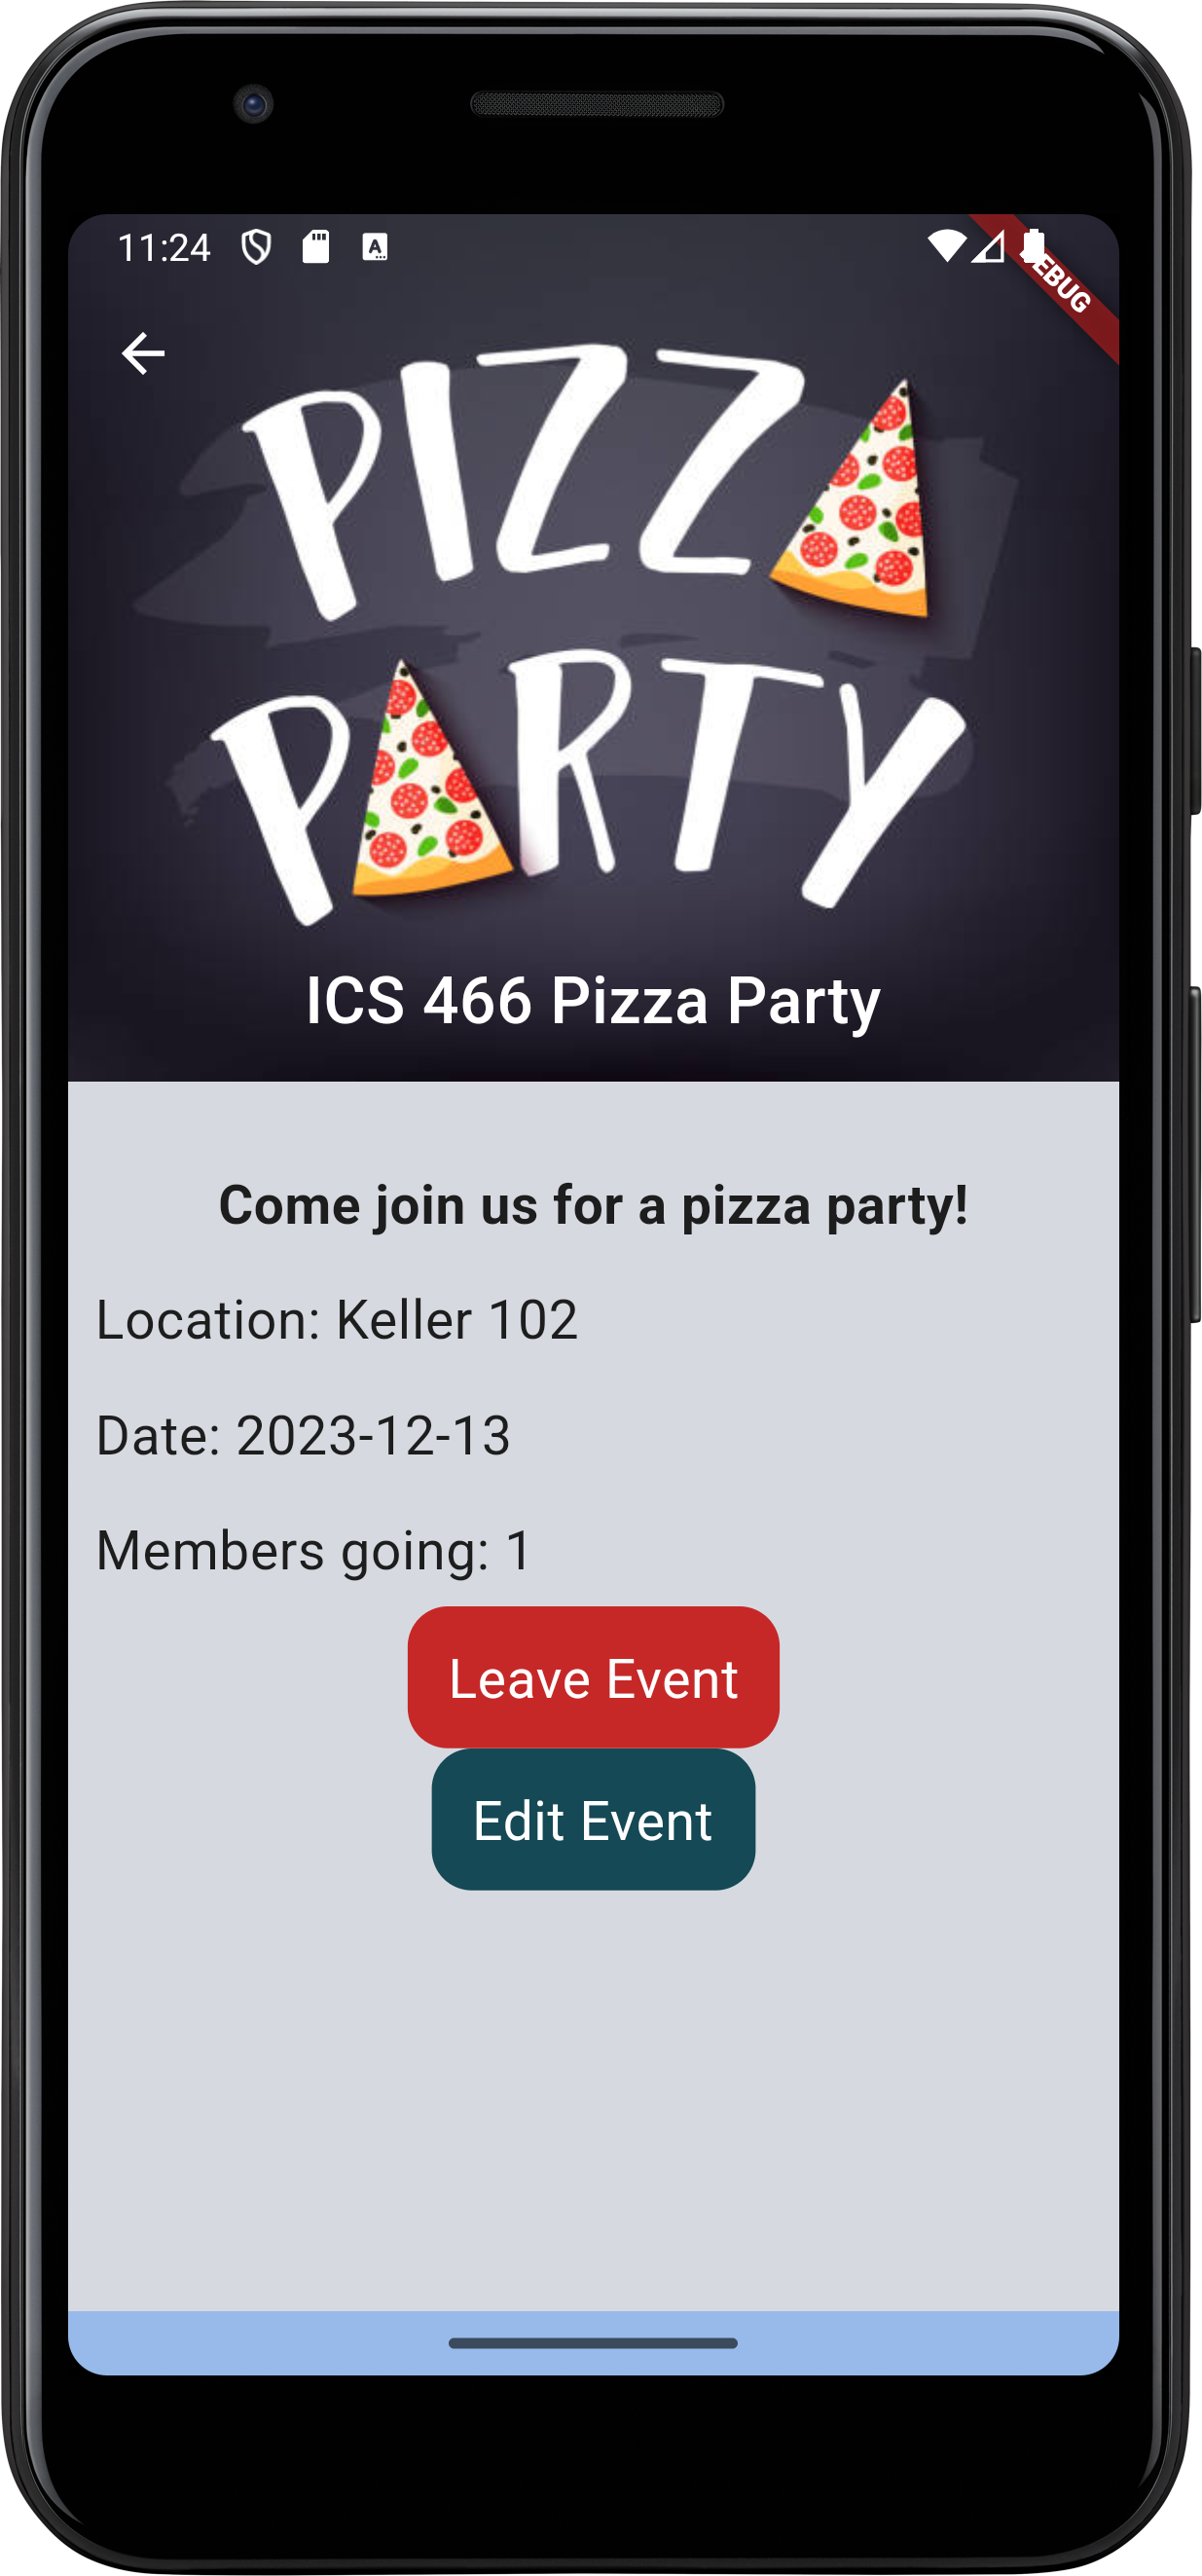 11:24
EBUG
PIZZA
PARTY
ICS 466 Pizza Party
Come join us for a pizza party!
Location: Keller 102
Date: 2023-12-13
Members going: 1
Leave Event
Edit Event